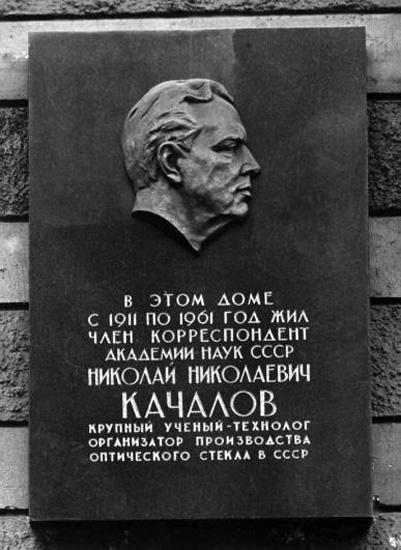 В ЭТОМ ДОМЕ
С 1911 ПО 1961 ГОД ЖИЛ
ЧЛЕН КОРРЕСПОНДЕНТ
АКАДЕМИИ НАУК СССР
НИКОЛАЙ НИКОЛАЕВИЧ
КАЧАЛОВ
КРУПНЫЙ УЧЕНЫЙ-ТЕХНОЛОГ
ОРГАНИЗАТОР ПРОИЗВОДСТВА
ОПТИЧЕСКОГО СТЕКЛА В СССР